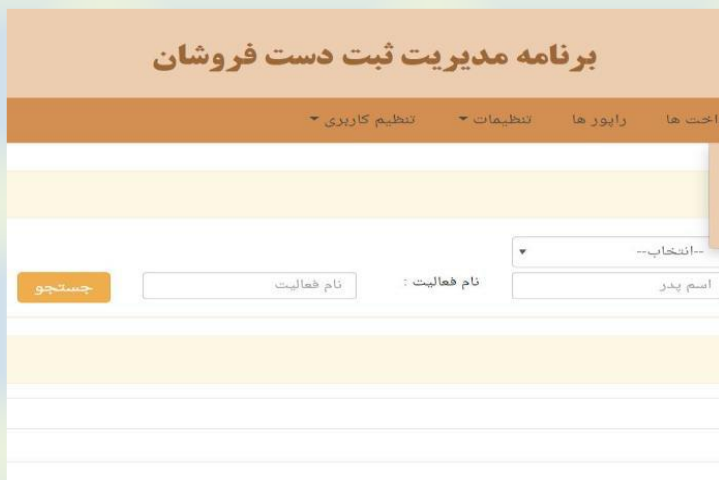 برنامه مدیریت ثبت دست فروشان
راپور ها تنظیمات تنظیم کاربری
--انتخاب--
اسم پدر نام فعالیت : نام فعالیت جستجو